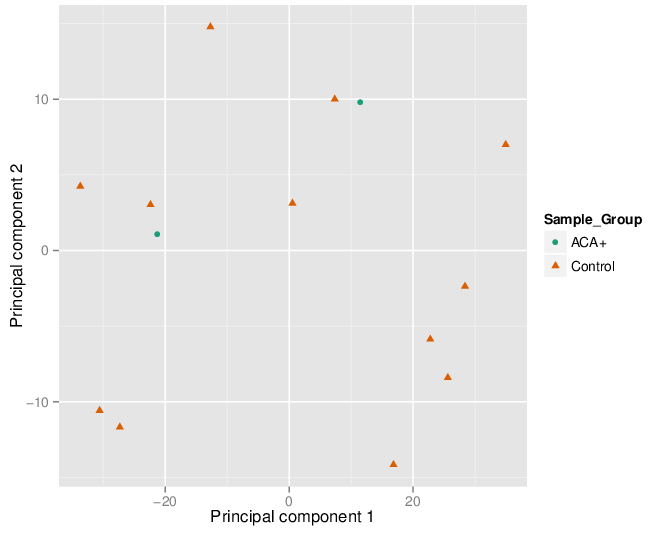 10
0
−10
−20
0
20
Principal component 1
Principal component 2
Sample_Group
ACA+
Control